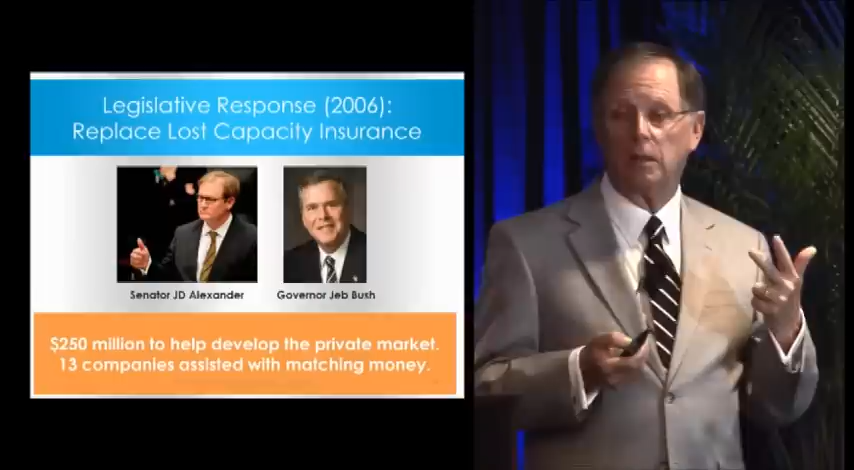 Legislative Response (2006):
Replace Lost Capacity Insurance
Senator JD Alexander
Governor Jeb Bush
$250 million to help develop the private market.
13 companies assisted with matching money.